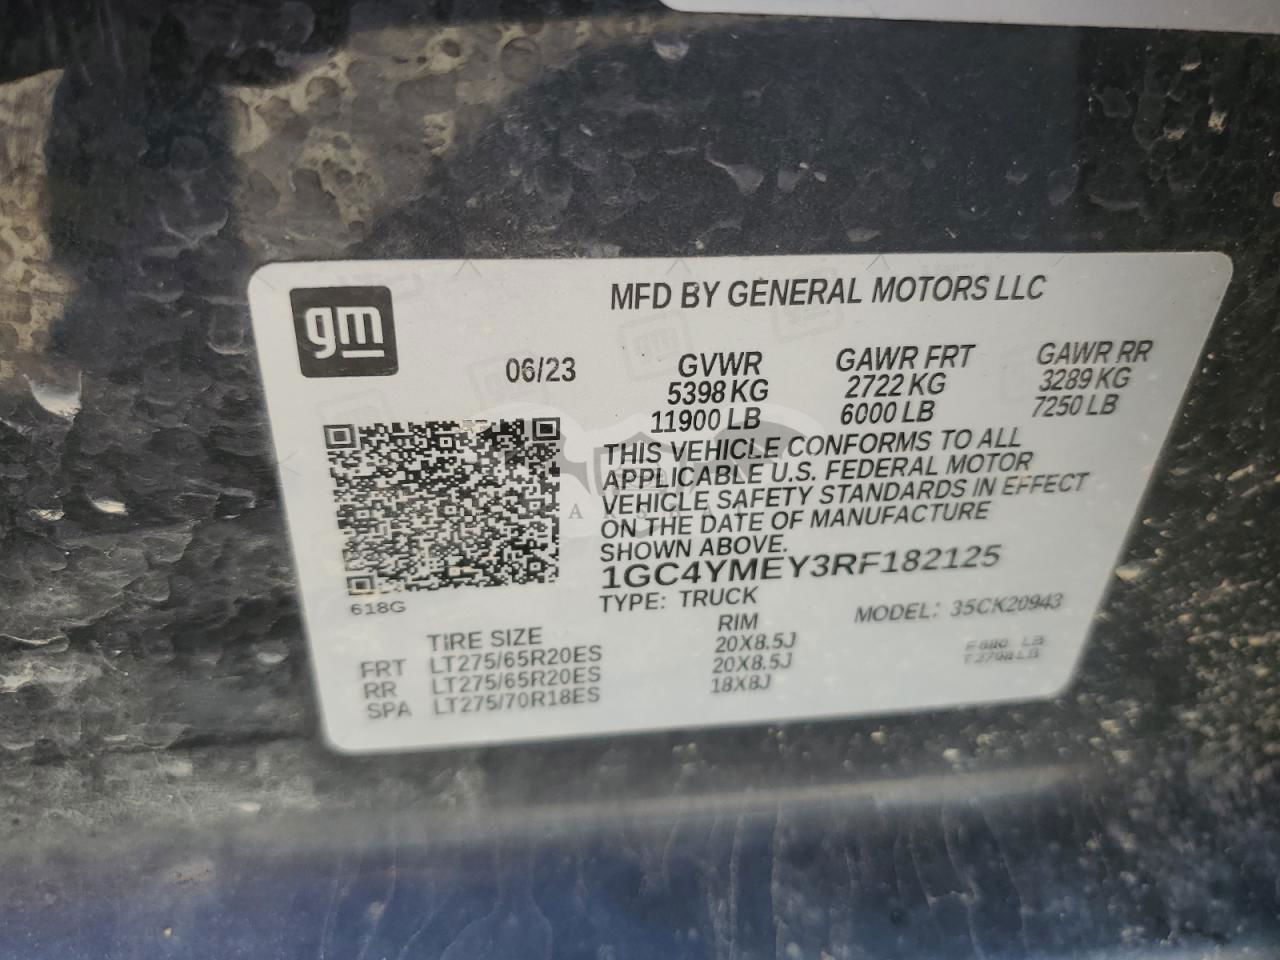 gm
MFD BY GENERAL MOTORS LLC
06/23 GVWR GAWR FRT GAWR RR
5398 KG 2722 KG 3289 KG
11900 LB 6000 LB 7250 LB
THIS VEHICLE CONFORMS TO ALL
APPLICABLE U.S. FEDERAL MOTOR
VEHICLE SAFETY STANDARDS IN EFFECT
ON THE DATE OF MANUFACTURE
SHOWN ABOVE.
1GC4YMEY3RF182125
618G
TYPE: TRUCK MODEL: 35CK20943
TIRE SIZE RIM
FRT LT275/65R20ES 20X8.5J
RR LT275/65R20ES 20X8.5J
SPA LT275/70R18ES 18X8J